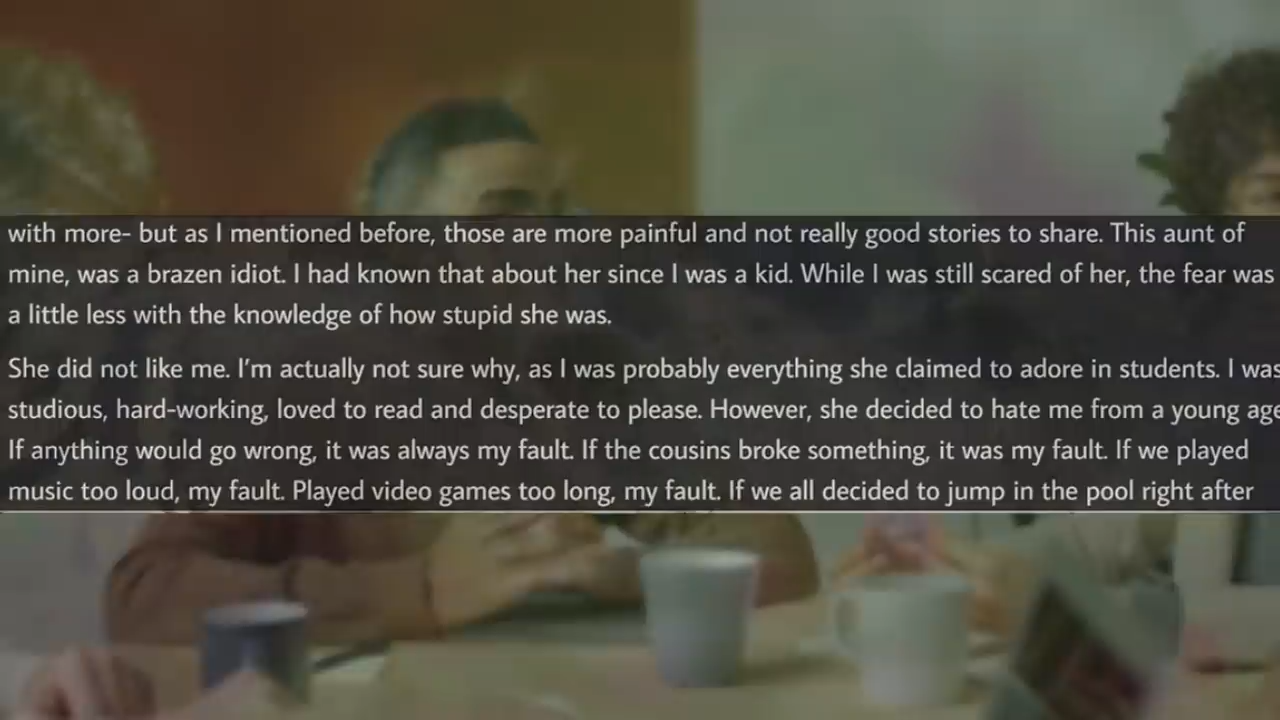 with more- but as I mentioned before, those are more painful and not really good stories to share. This aunt of
mine, was a brazen idiot. I had known that about her since I was a kid. While I was still scared of her, the fear was
a little less with the knowledge of how stupid she was.
She did not like me. I'm actually not sure why, as I was probably everything she claimed to adore in students. I was
studious, hard-working, loved to read and desperate to please. However, she decided to hate me from a young age
If anything would go wrong, it was always my fault. If the cousins broke something, it was my fault. If we played
music too loud, my fault. Played video games too long, my fault. If we all decided to jump in the pool right after